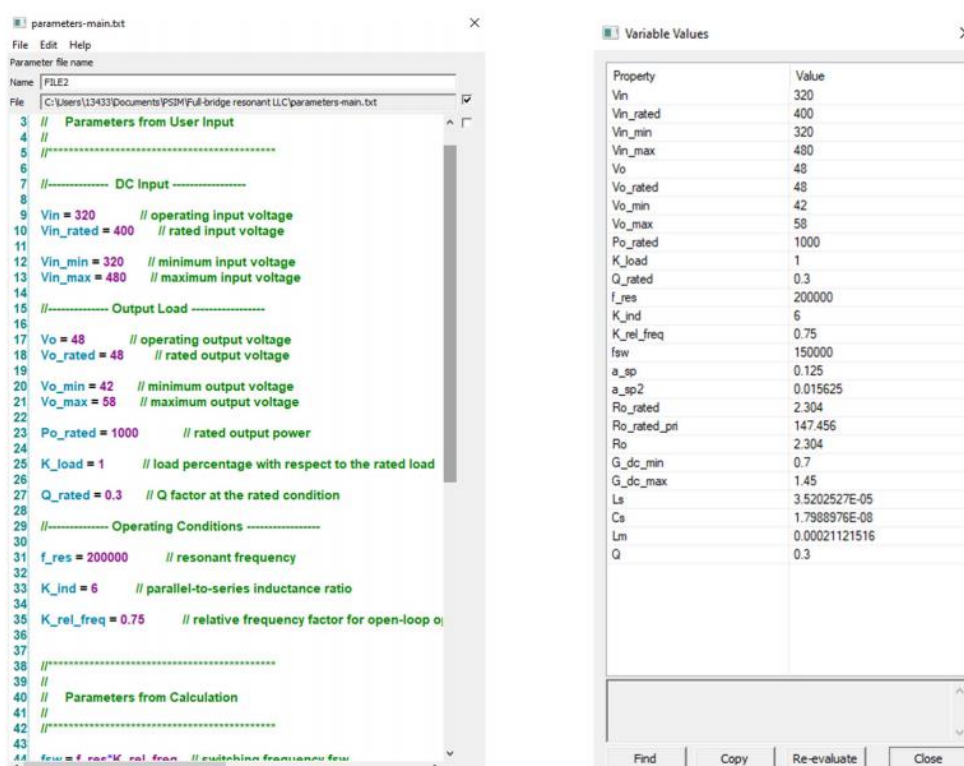 parameters-main.txt
File Edit Help
Parameter file name
Name FILE2
File C:\Users\13433\Documents\PSIM\Full-bridge resonant LLC\parameters-main.txt
3 // Parameters from User Input
4 //
5 //********************************************
6
7 //-------------- DC Input -----------------
8
9 Vin = 320 // operating input voltage
10 Vin_rated = 400 // rated input voltage
11
12 Vin_min = 320 // minimum input voltage
13 Vin_max = 480 // maximum input voltage
14
15 //-------------- Output Load -----------------
16
17 Vo = 48 // operating output voltage
18 Vo_rated = 48 // rated output voltage
19
20 Vo_min = 42 // minimum output voltage
21 Vo_max = 58 // maximum output voltage
22
23 Po_rated = 1000 // rated output power
24
25 K_load = 1 // load percentage with respect to the rated load
26
27 Q_rated = 0.3 // Q factor at the rated condition
28
29 //-------------- Operating Conditions -----------------
30
31 f_res = 200000 // resonant frequency
32
33 K_ind = 6 // parallel-to-series inductance ratio
34
35 K_rel_freq = 0.75 // relative frequency factor for open-loop
36
37
38 //********************************************
39 //
40 // Parameters from Calculation
41 //
42 //********************************************
43
44 fsw = f_res*K_rel_freq // switching frequency fsw
Variable Values
Property Value
Vin 320
Vin_rated 400
Vin_min 320
Vin_max 480
Vo 48
Vo_rated 48
Vo_min 42
Vo_max 58
Po_rated 1000
K_load 1
Q_rated 0.3
f_res 200000
K_ind 6
K_rel_freq 0.75
fsw 150000
a_sp 0.125
a_sp2 0.015625
Ro_rated 2.304
Ro_rated_pri 147.456
Ro 2.304
G_dc_min 0.7
G_dc_max 1.45
Ls 3.5202527E-05
Cs 1.7988976E-08
Lm 0.00021121516
Q 0.3
Find Copy Re-evaluate Close